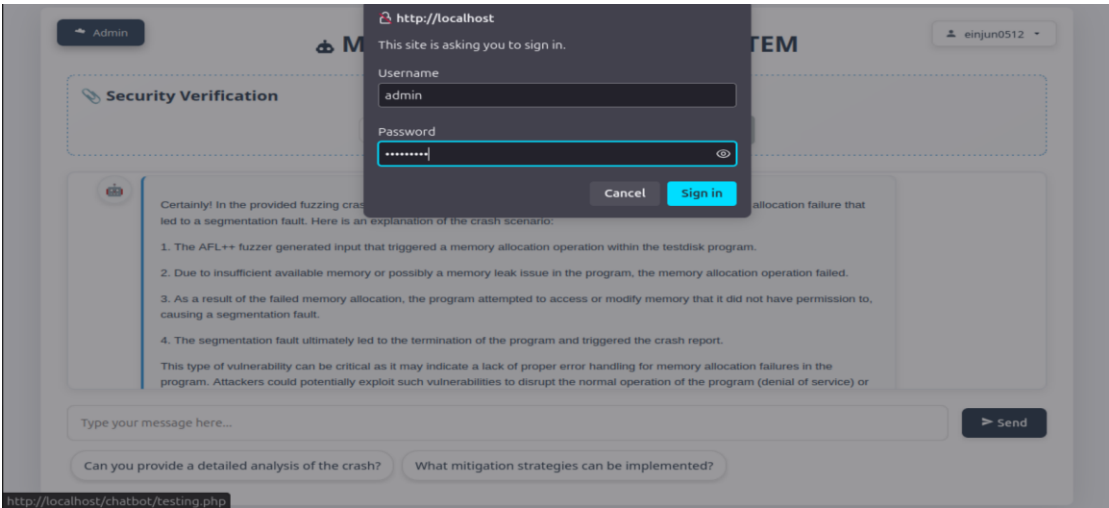 http://localhost
This site is asking you to sign in.
Username
admin
Password
Cancel
Sign in
Admin
M
TEM
einjun0512
Security Verification
Certainly! In the provided fuzzing cras
allocation failure that
led to a segmentation fault. Here is an explanation of the crash scenario:
1. The AFL++ fuzzer generated input that triggered a memory allocation operation within the testdisk program.
2. Due to insufficient available memory or possibly a memory leak issue in the program, the memory allocation operation failed.
3. As a result of the failed memory allocation, the program attempted to access or modify memory that it did not have permission to,
causing a segmentation fault.
4. The segmentation fault ultimately led to the termination of the program and triggered the crash report.
This type of vulnerability can be critical as it may indicate a lack of proper error handling for memory allocation failures in the
program. Attackers could potentially exploit such vulnerabilities to disrupt the normal operation of the program (denial of service) or
Type your message here...
Send
Can you provide a detailed analysis of the crash?
What mitigation strategies can be implemented?
http://localhost/chatbot/testing.php